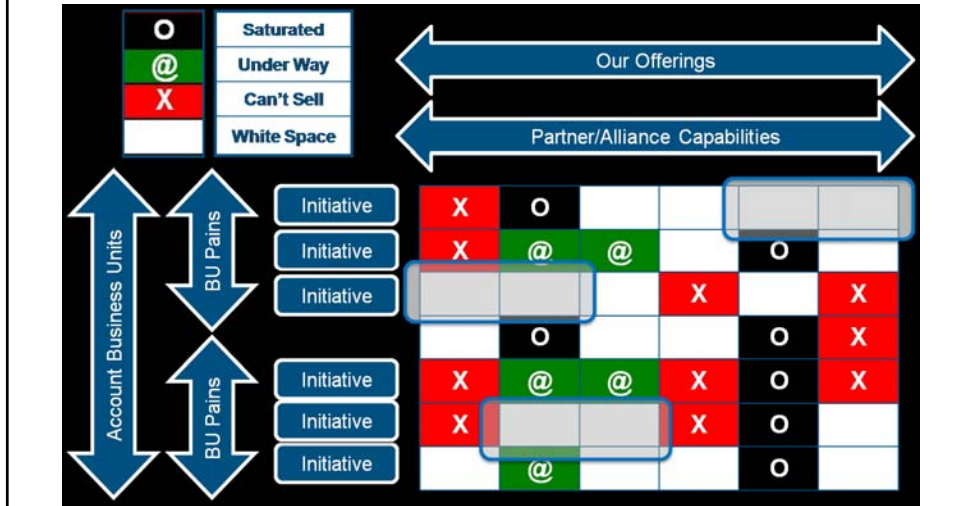 O Saturated
@ Under Way
X Can't Sell
White Space
Our Offerings
Partner/Alliance Capabilities
Account Business Units
BU Pains
BU Pains
Initiative X O
Initiative X @ @ O
Initiative X X
O O X
Initiative X @ @ X O X
Initiative X X O
Initiative @ O